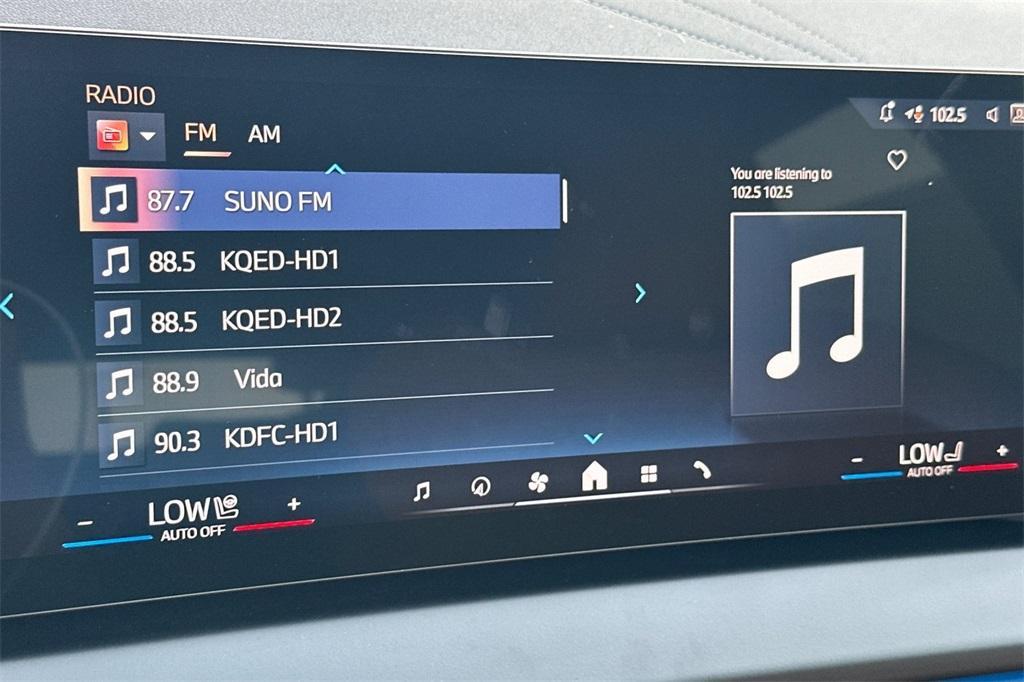 RADIO
FM AM
102.5
87.7 SUNO FM
88.5 KQED-HD1
88.5 KQED-HD2
88.9 Vida
90.3 KDFC-HD1
You are listening to
102.5 102.5
- LOW +
AUTO OFF
- LOW +
AUTO OFF